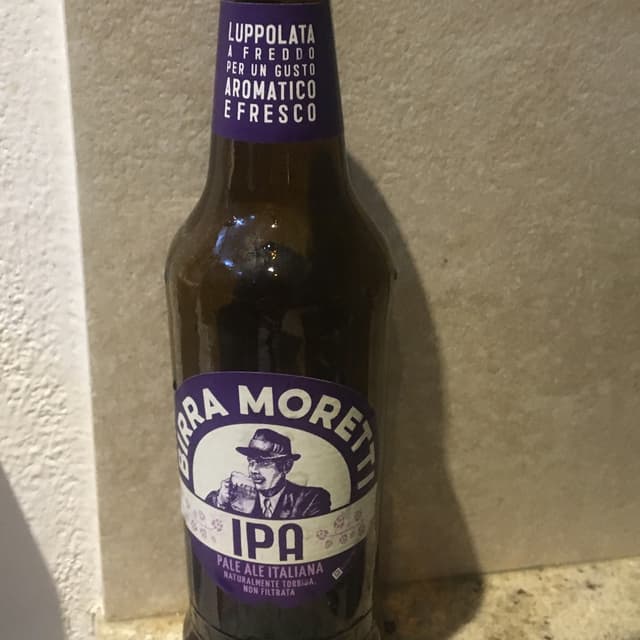 LUPPOLATA
A FREDDO
PER UN GUSTO
AROMATICO
E FRESCO
BIRRA MORETTI
IPA
PALE ALE ITALIANA
NATURALMENTE TORBIDA,
NON FILTRATA